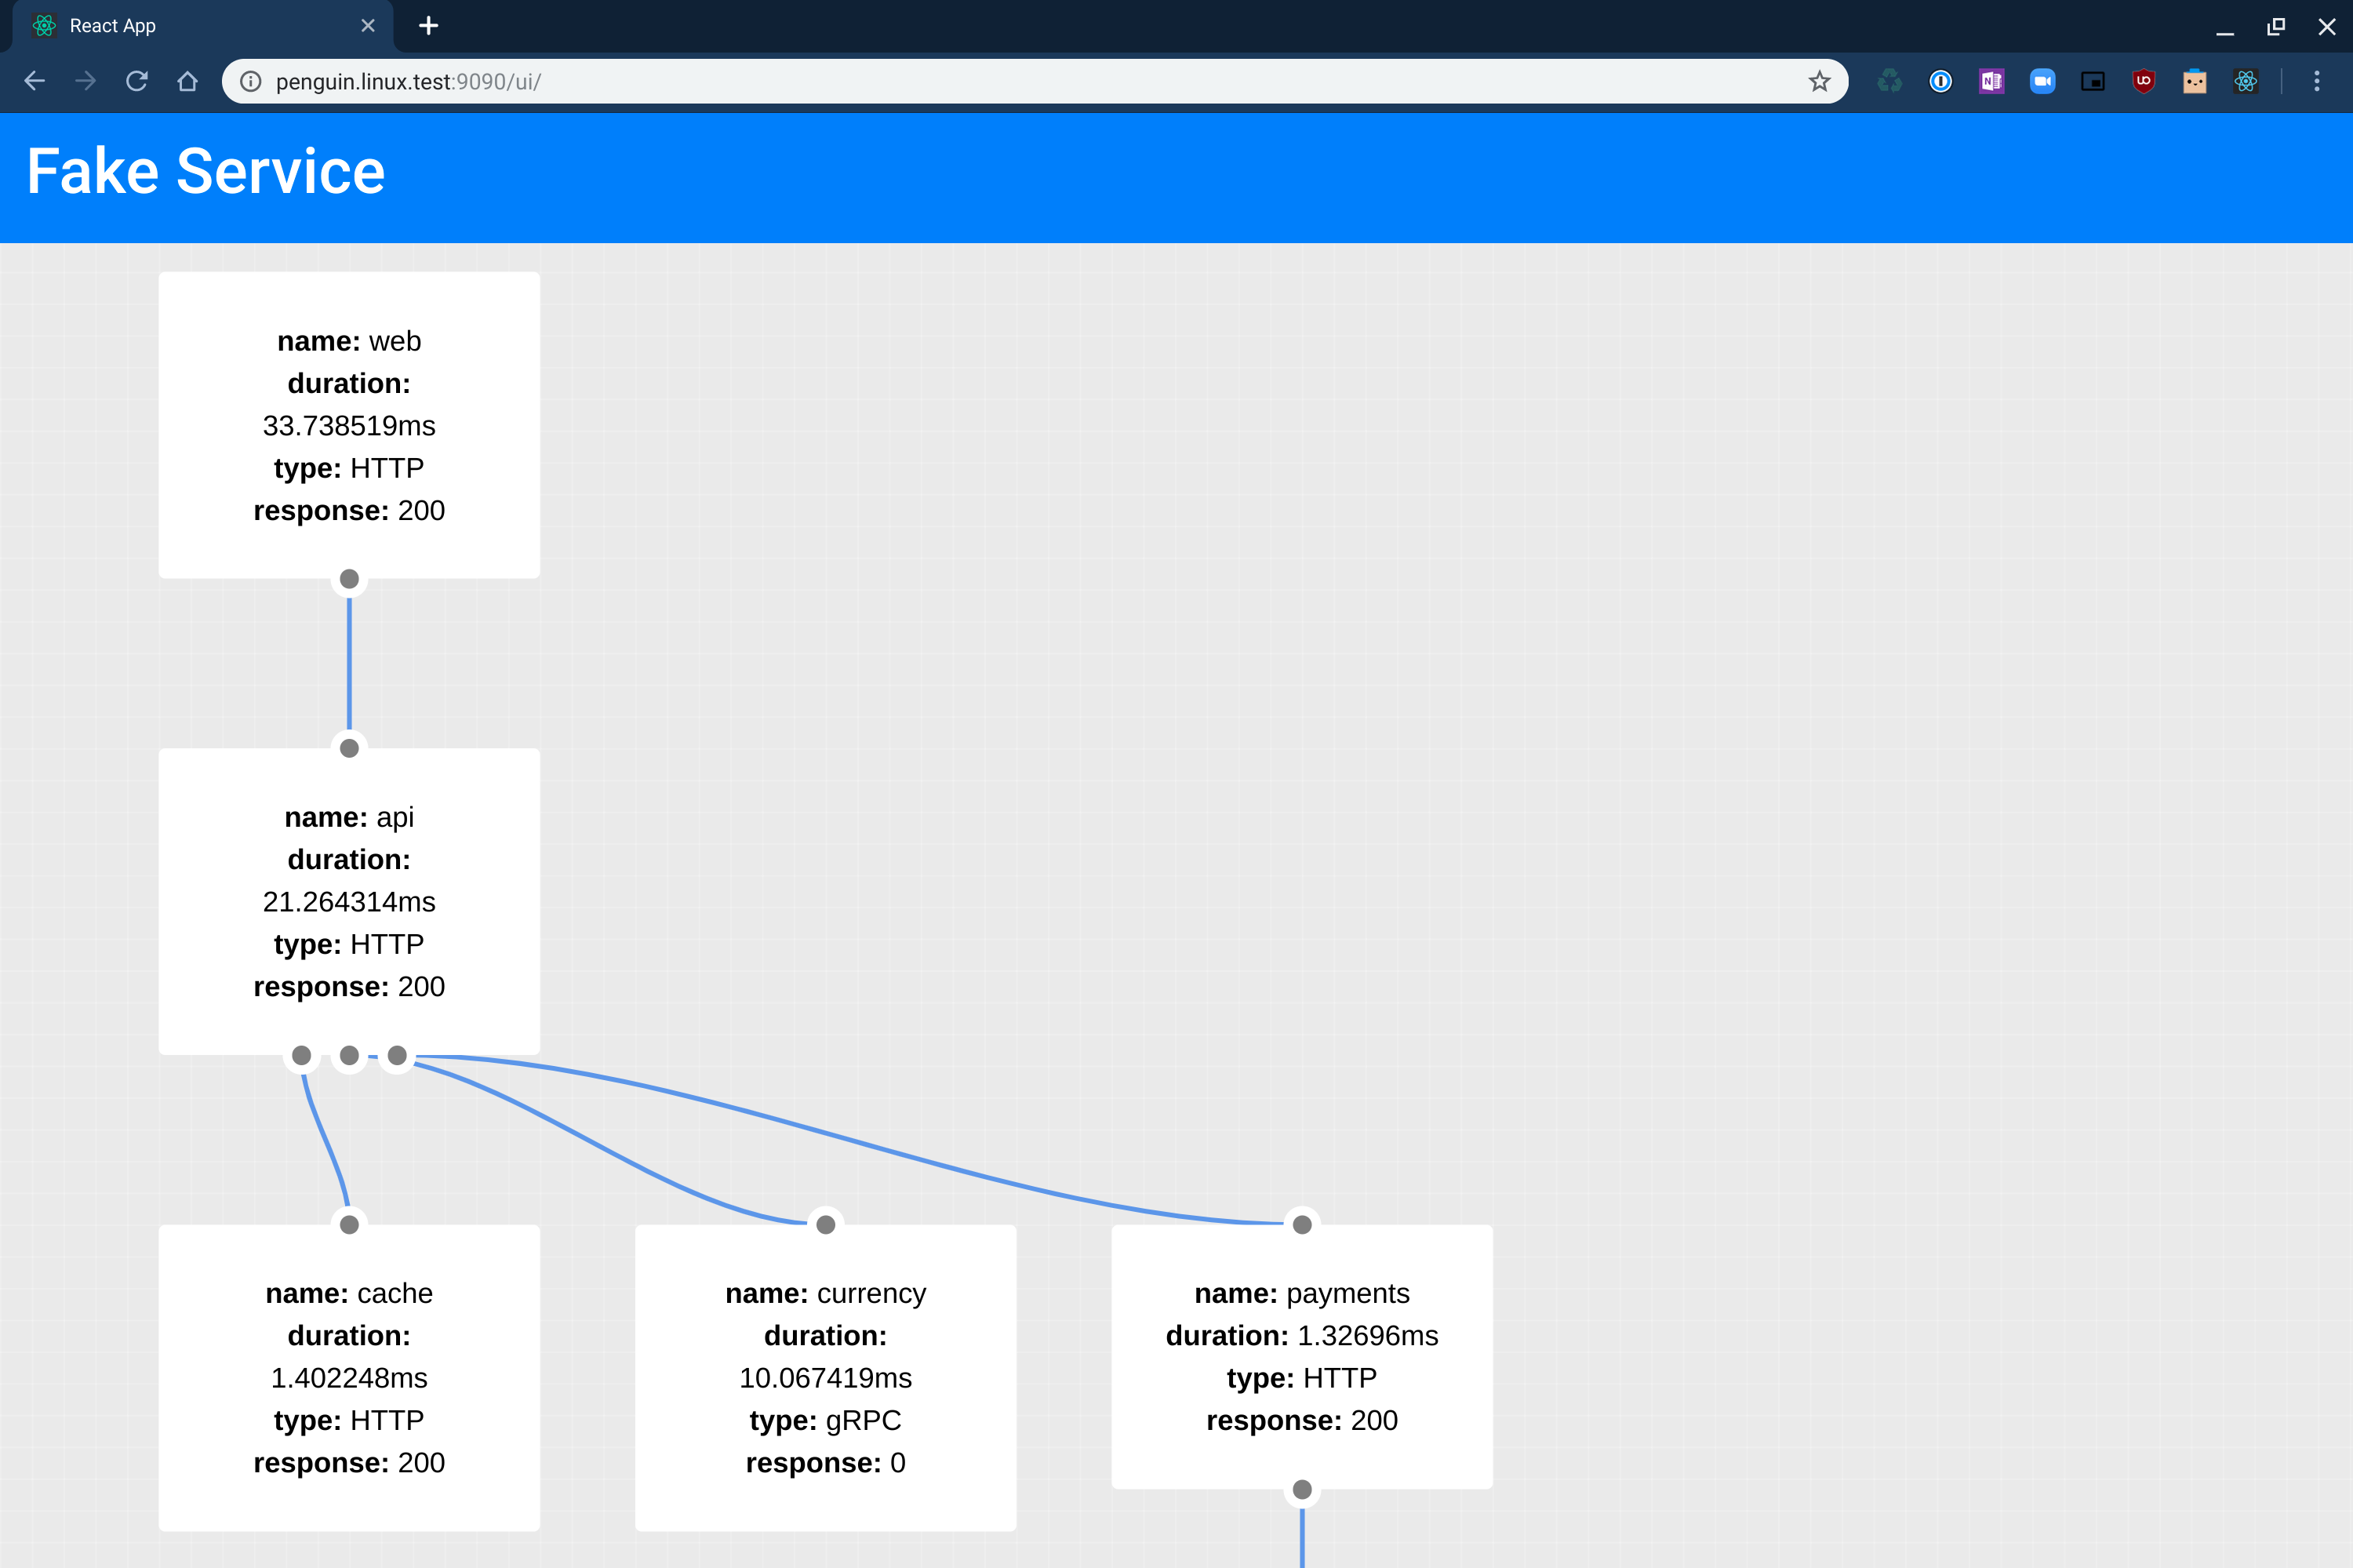 React App
penguin.linux.test:9090/ui/
Fake Service
name: web
duration:
33.738519ms
type: HTTP
response: 200
name: api
duration:
21.264314ms
type: HTTP
response: 200
name: cache
duration:
1.402248ms
type: HTTP
response: 200
name: currency
duration:
10.067419ms
type: gRPC
response: 0
name: payments
duration: 1.32696ms
type: HTTP
response: 200